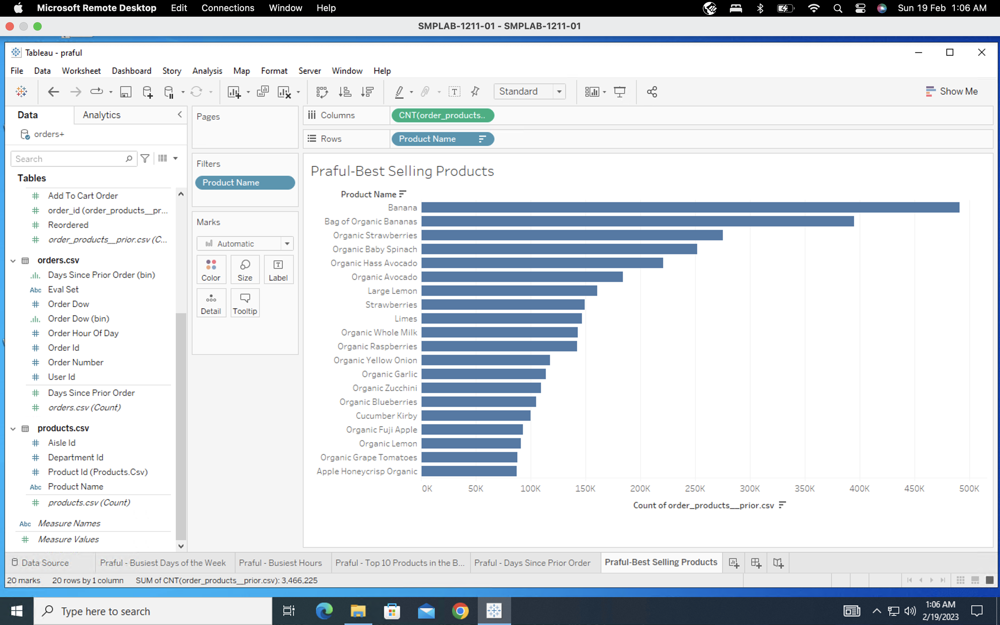 Microsoft Remote Desktop Edit Connections Window Help Sun 19 Feb 1:06 AM
SMPLAB-1211-01 - SMPLAB-1211-01
Tableau - praful
File Data Worksheet Dashboard Story Analysis Map Format Server Window Help
Standard Show Me
Data Analytics
orders+
Search
Tables
Add To Cart Order
order_id (order_products__pr...
Reordered
order_products__prior.csv (C...
orders.csv
Days Since Prior Order (bin)
Abc Eval Set
Order Dow
Order Dow (bin)
Order Hour Of Day
Order Id
Order Number
User Id
Days Since Prior Order
orders.csv (Count)
products.csv
Aisle Id
Department Id
Product Id (Products.Csv)
Abc Product Name
products.csv (Count)
Abc Measure Names
Measure Values
Pages
Filters
Product Name
Marks
Automatic
Color Size Label
Detail Tooltip
Columns CNT(order_products..
Rows Product Name
Praful-Best Selling Products
Product Name
Banana
Bag of Organic Bananas
Organic Strawberries
Organic Baby Spinach
Organic Hass Avocado
Organic Avocado
Large Lemon
Strawberries
Limes
Organic Whole Milk
Organic Raspberries
Organic Yellow Onion
Organic Garlic
Organic Zucchini
Organic Blueberries
Cucumber Kirby
Organic Fuji Apple
Organic Lemon
Organic Grape Tomatoes
Apple Honeycrisp Organic
0K 50K 100K 150K 200K 250K 300K 350K 400K 450K 500K
Count of order_products__prior.csv
Data Source Praful - Busiest Days of the Week Praful - Busiest Hours Praful - Top 10 Products in the B... Praful - Days Since Prior Order Praful-Best Selling Products
20 marks 20 rows by 1 column SUM of CNT(order_products__prior.csv): 3,466,225
Type here to search
1:06 AM
2/19/2023